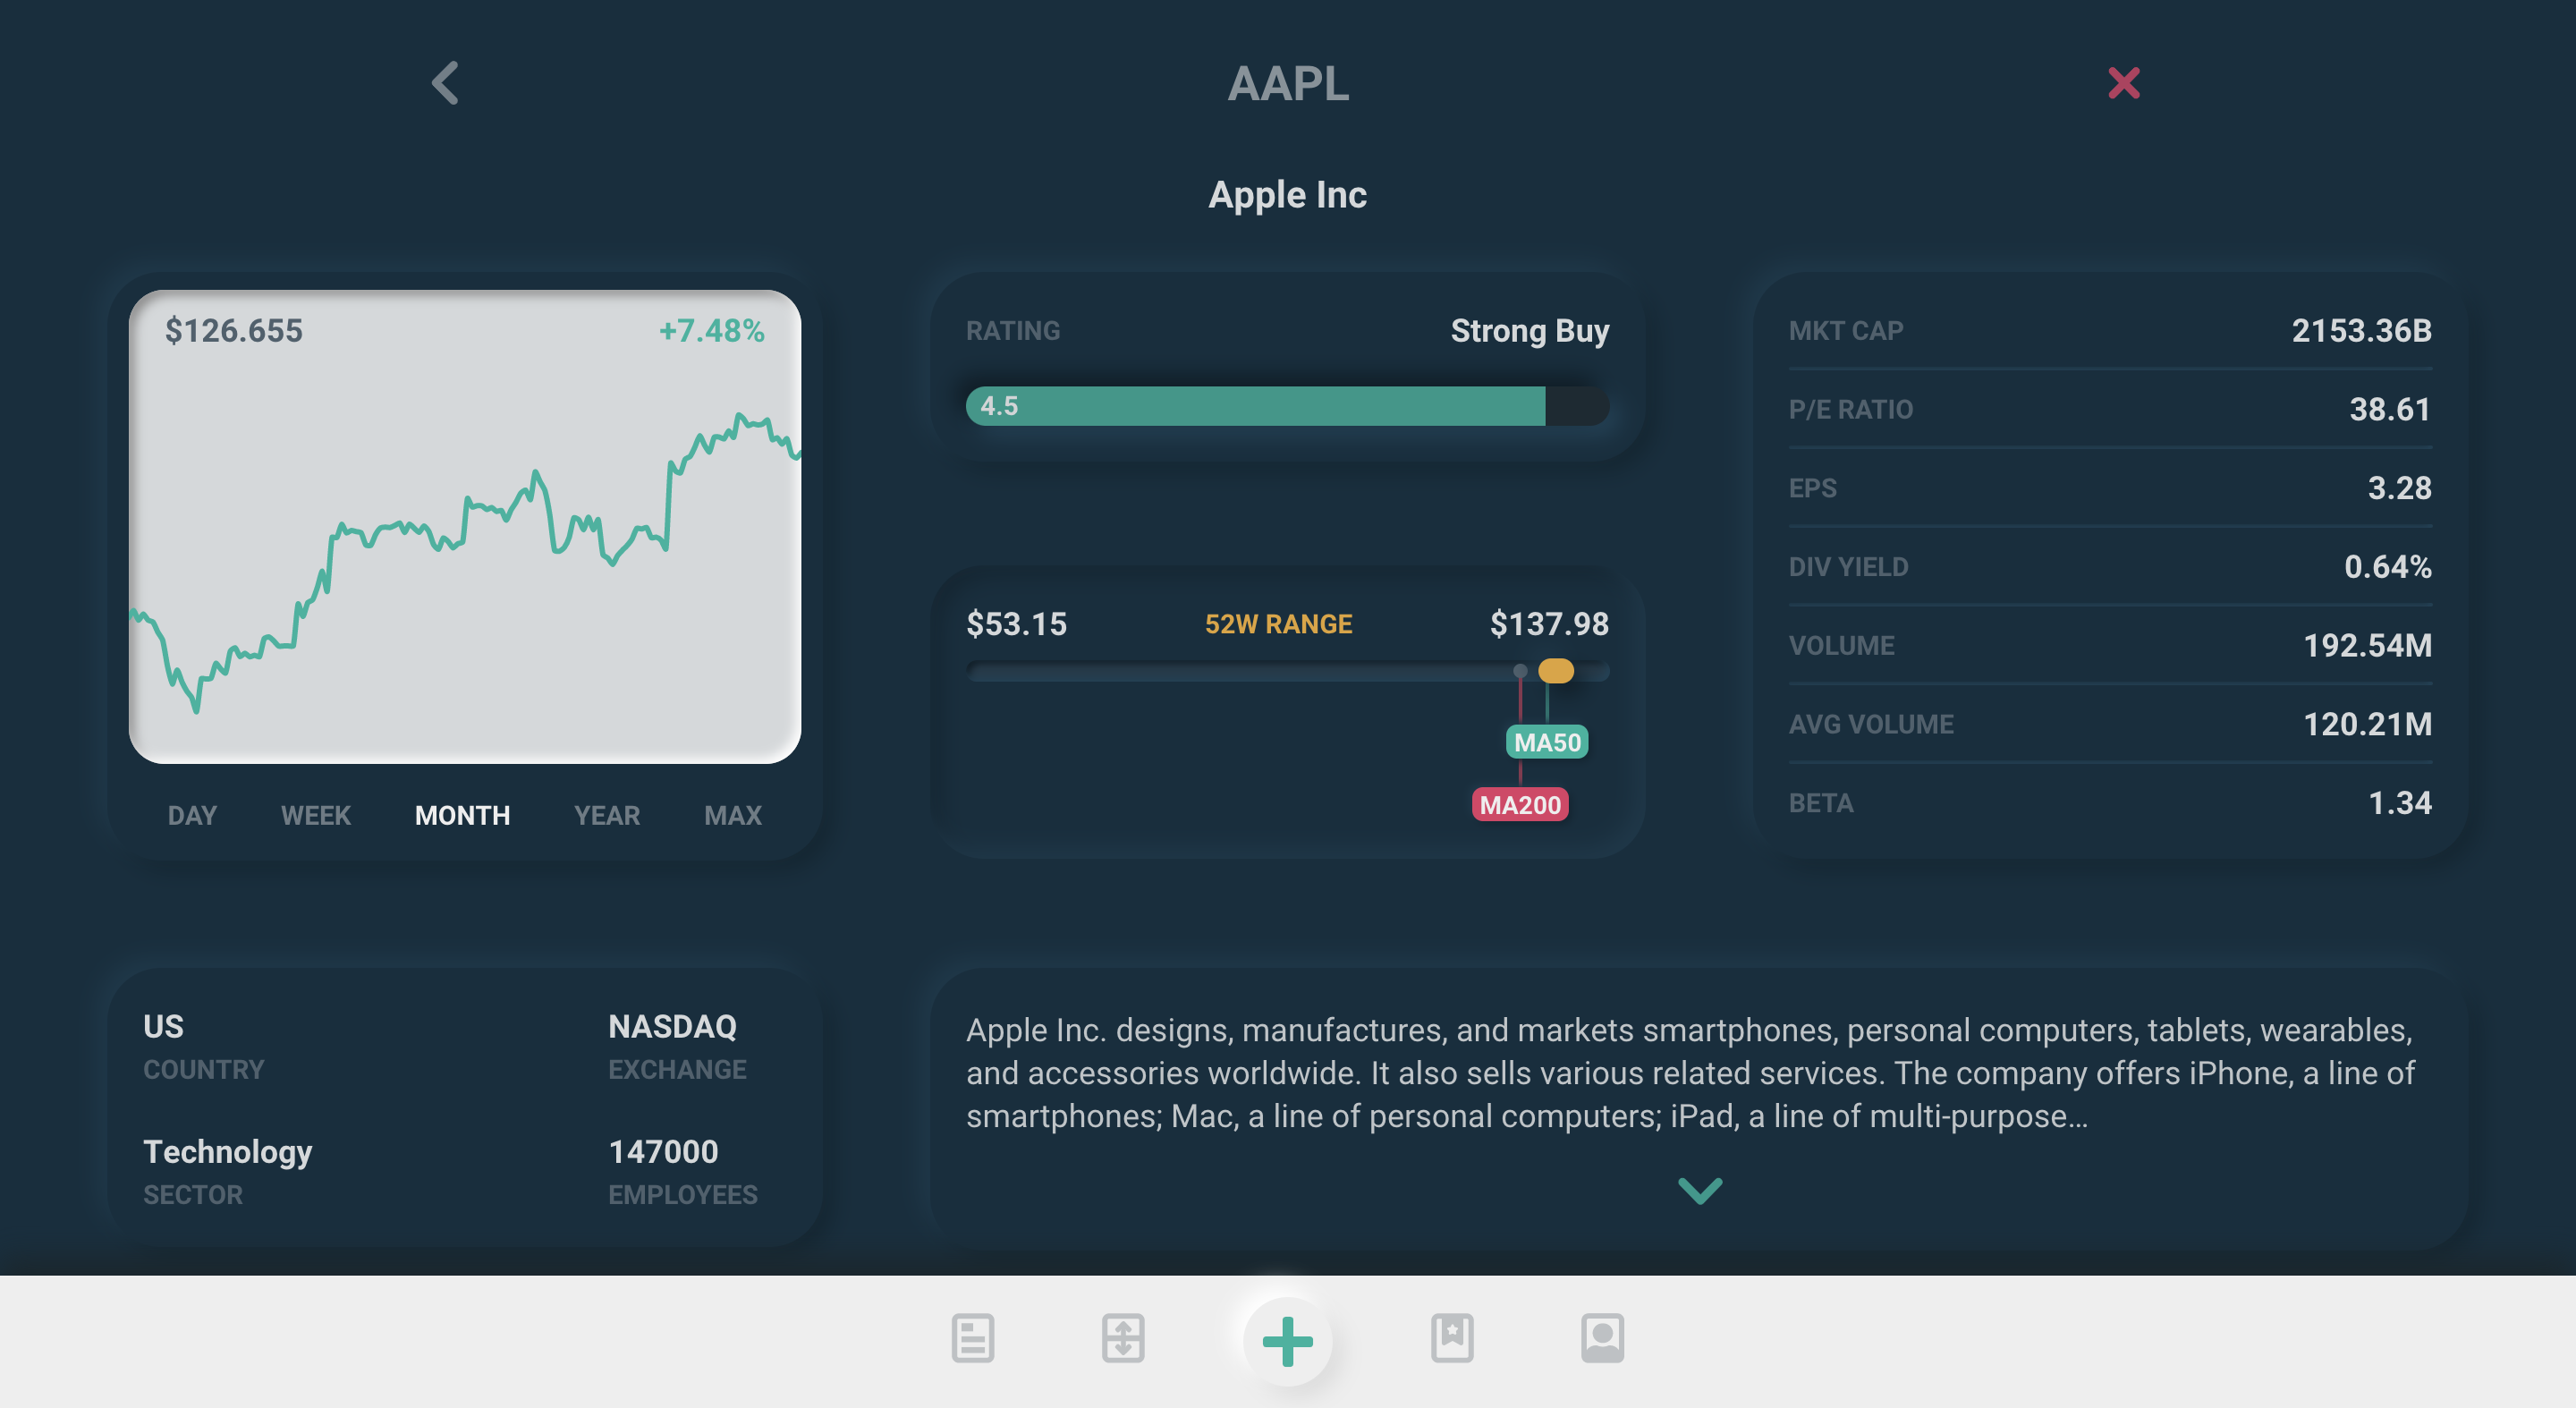 AAPL
Apple Inc
$126.655 +7.48%
DAY WEEK MONTH YEAR MAX
RATING Strong Buy
4.5
$53.15 52W RANGE $137.98
MA50
MA200
MKT CAP 2153.36B
P/E RATIO 38.61
EPS 3.28
DIV YIELD 0.64%
VOLUME 192.54M
AVG VOLUME 120.21M
BETA 1.34
US NASDAQ
COUNTRY EXCHANGE
Technology 147000
SECTOR EMPLOYEES
Apple Inc. designs, manufactures, and markets smartphones, personal computers, tablets, wearables,
and accessories worldwide. It also sells various related services. The company offers iPhone, a line of
smartphones; Mac, a line of personal computers; iPad, a line of multi-purpose…